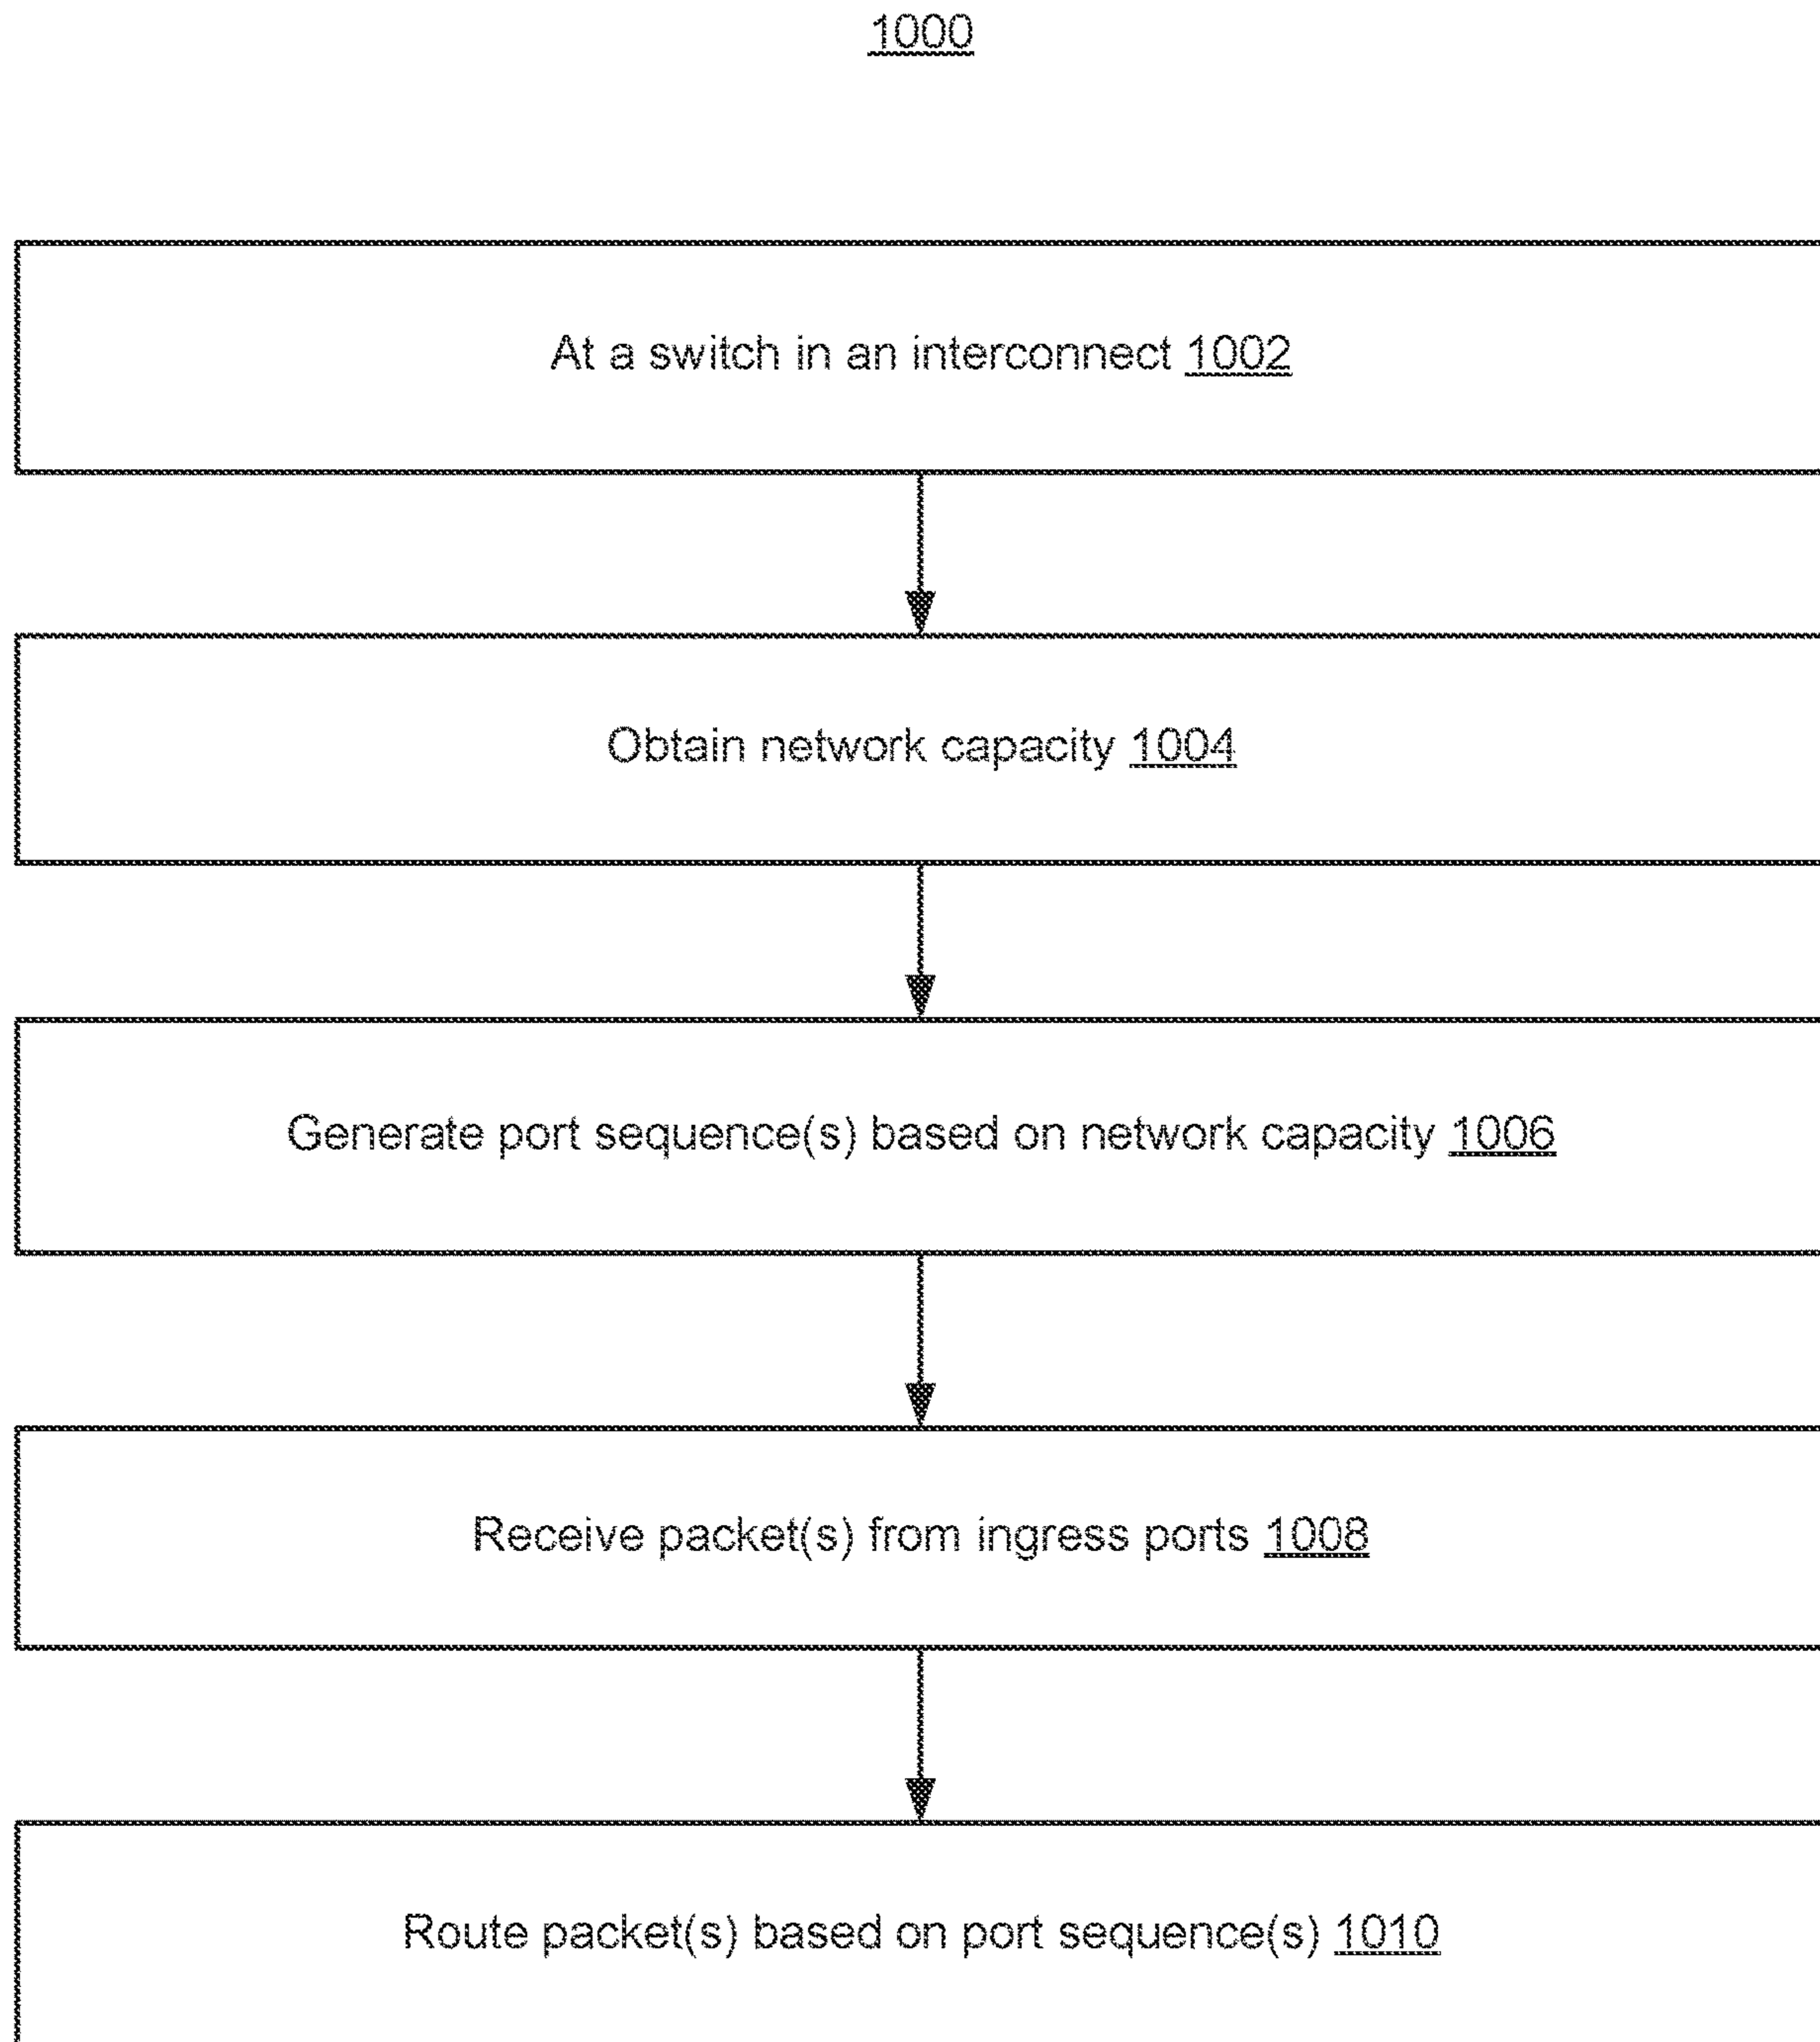 1000
At a switch in an interconnect 1002
Obtain network capacity 1004
Generate port sequence(s) based on network capacity 1006
Receive packet(s) from ingress ports 1008
Route packet(s) based on port sequence(s) 1010